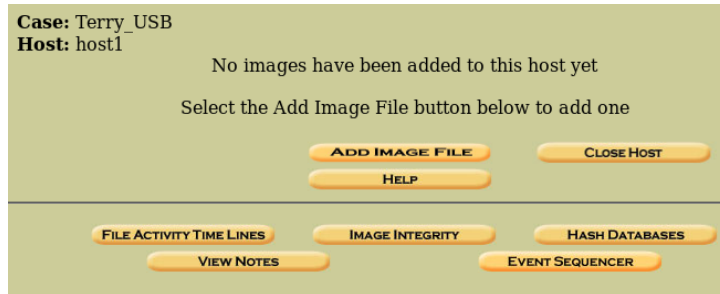 Case: Terry_USB
Host: host1
No images have been added to this host yet
Select the Add Image File button below to add one
ADD IMAGE FILE
CLOSE HOST
HELP
FILE ACTIVITY TIME LINES
IMAGE INTEGRITY
HASH DATABASES
VIEW NOTES
EVENT SEQUENCER